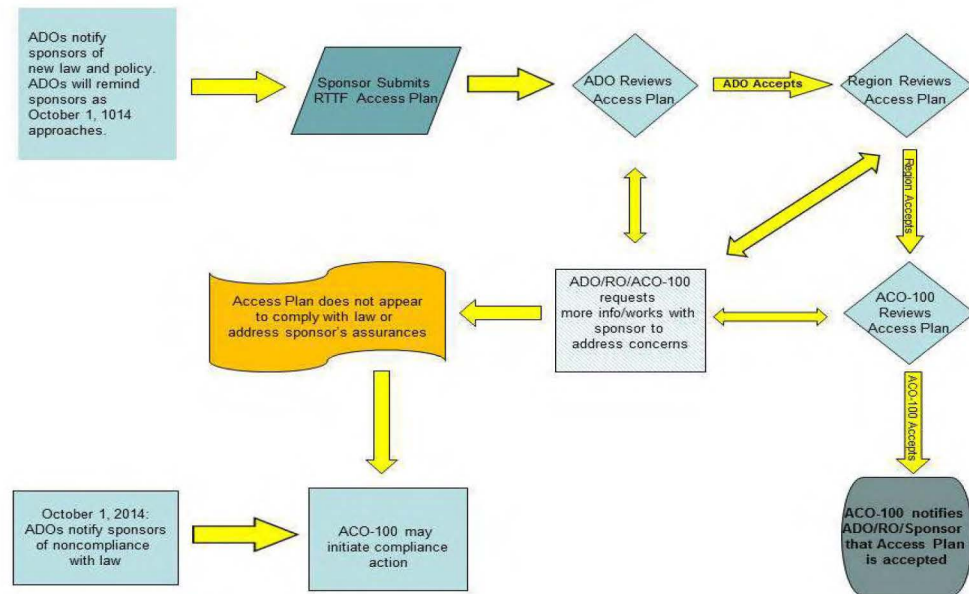 ADOs notify
sponsors of
new law and policy.
ADOs will remind
sponsors as
October 1, 1014
approaches.
Sponsor Submits
RTTF Access Plan
ADO Reviews
Access Plan
ADO Accepts
Region Reviews
Access Plan
Region Accepts
Access Plan does not appear
to comply with law or
address sponsor's assurances
ADO/RO/ACO-100
requests
more info/works with
sponsor to
address concerns
ACO-100
Reviews
Access Plan
ACO-100 Accepts
October 1, 2014:
ADOs notify sponsors
of noncompliance
with law
ACO-100 may
initiate compliance
action
ACO-100 notifies
ADO/RO/Sponsor
that Access Plan
is accepted